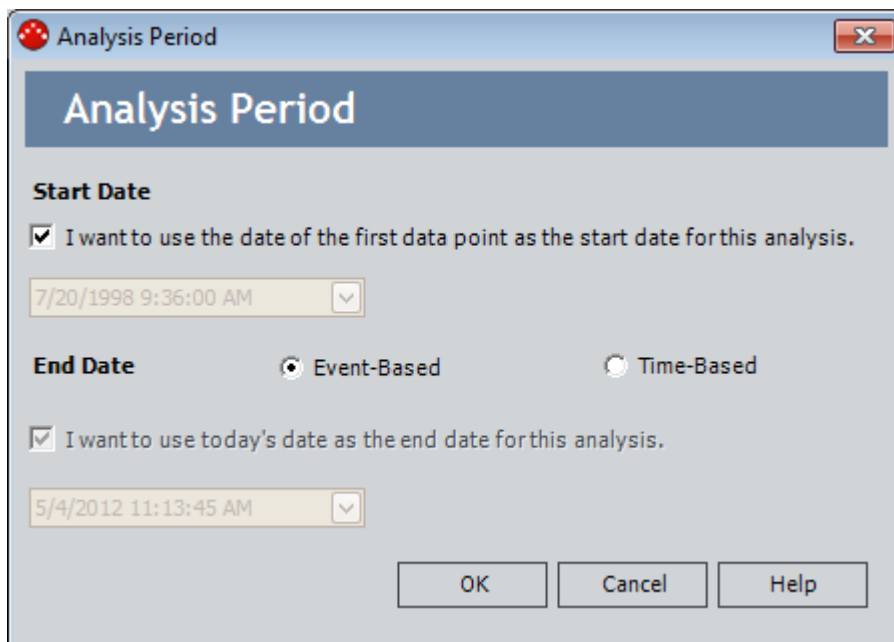 Analysis Period
Analysis Period
Start Date
I want to use the date of the first data point as the start date for this analysis.
7/20/1998 9:36:00 AM
End Date Event-Based Time-Based
I want to use today's date as the end date for this analysis.
5/4/2012 11:13:45 AM
OK Cancel Help